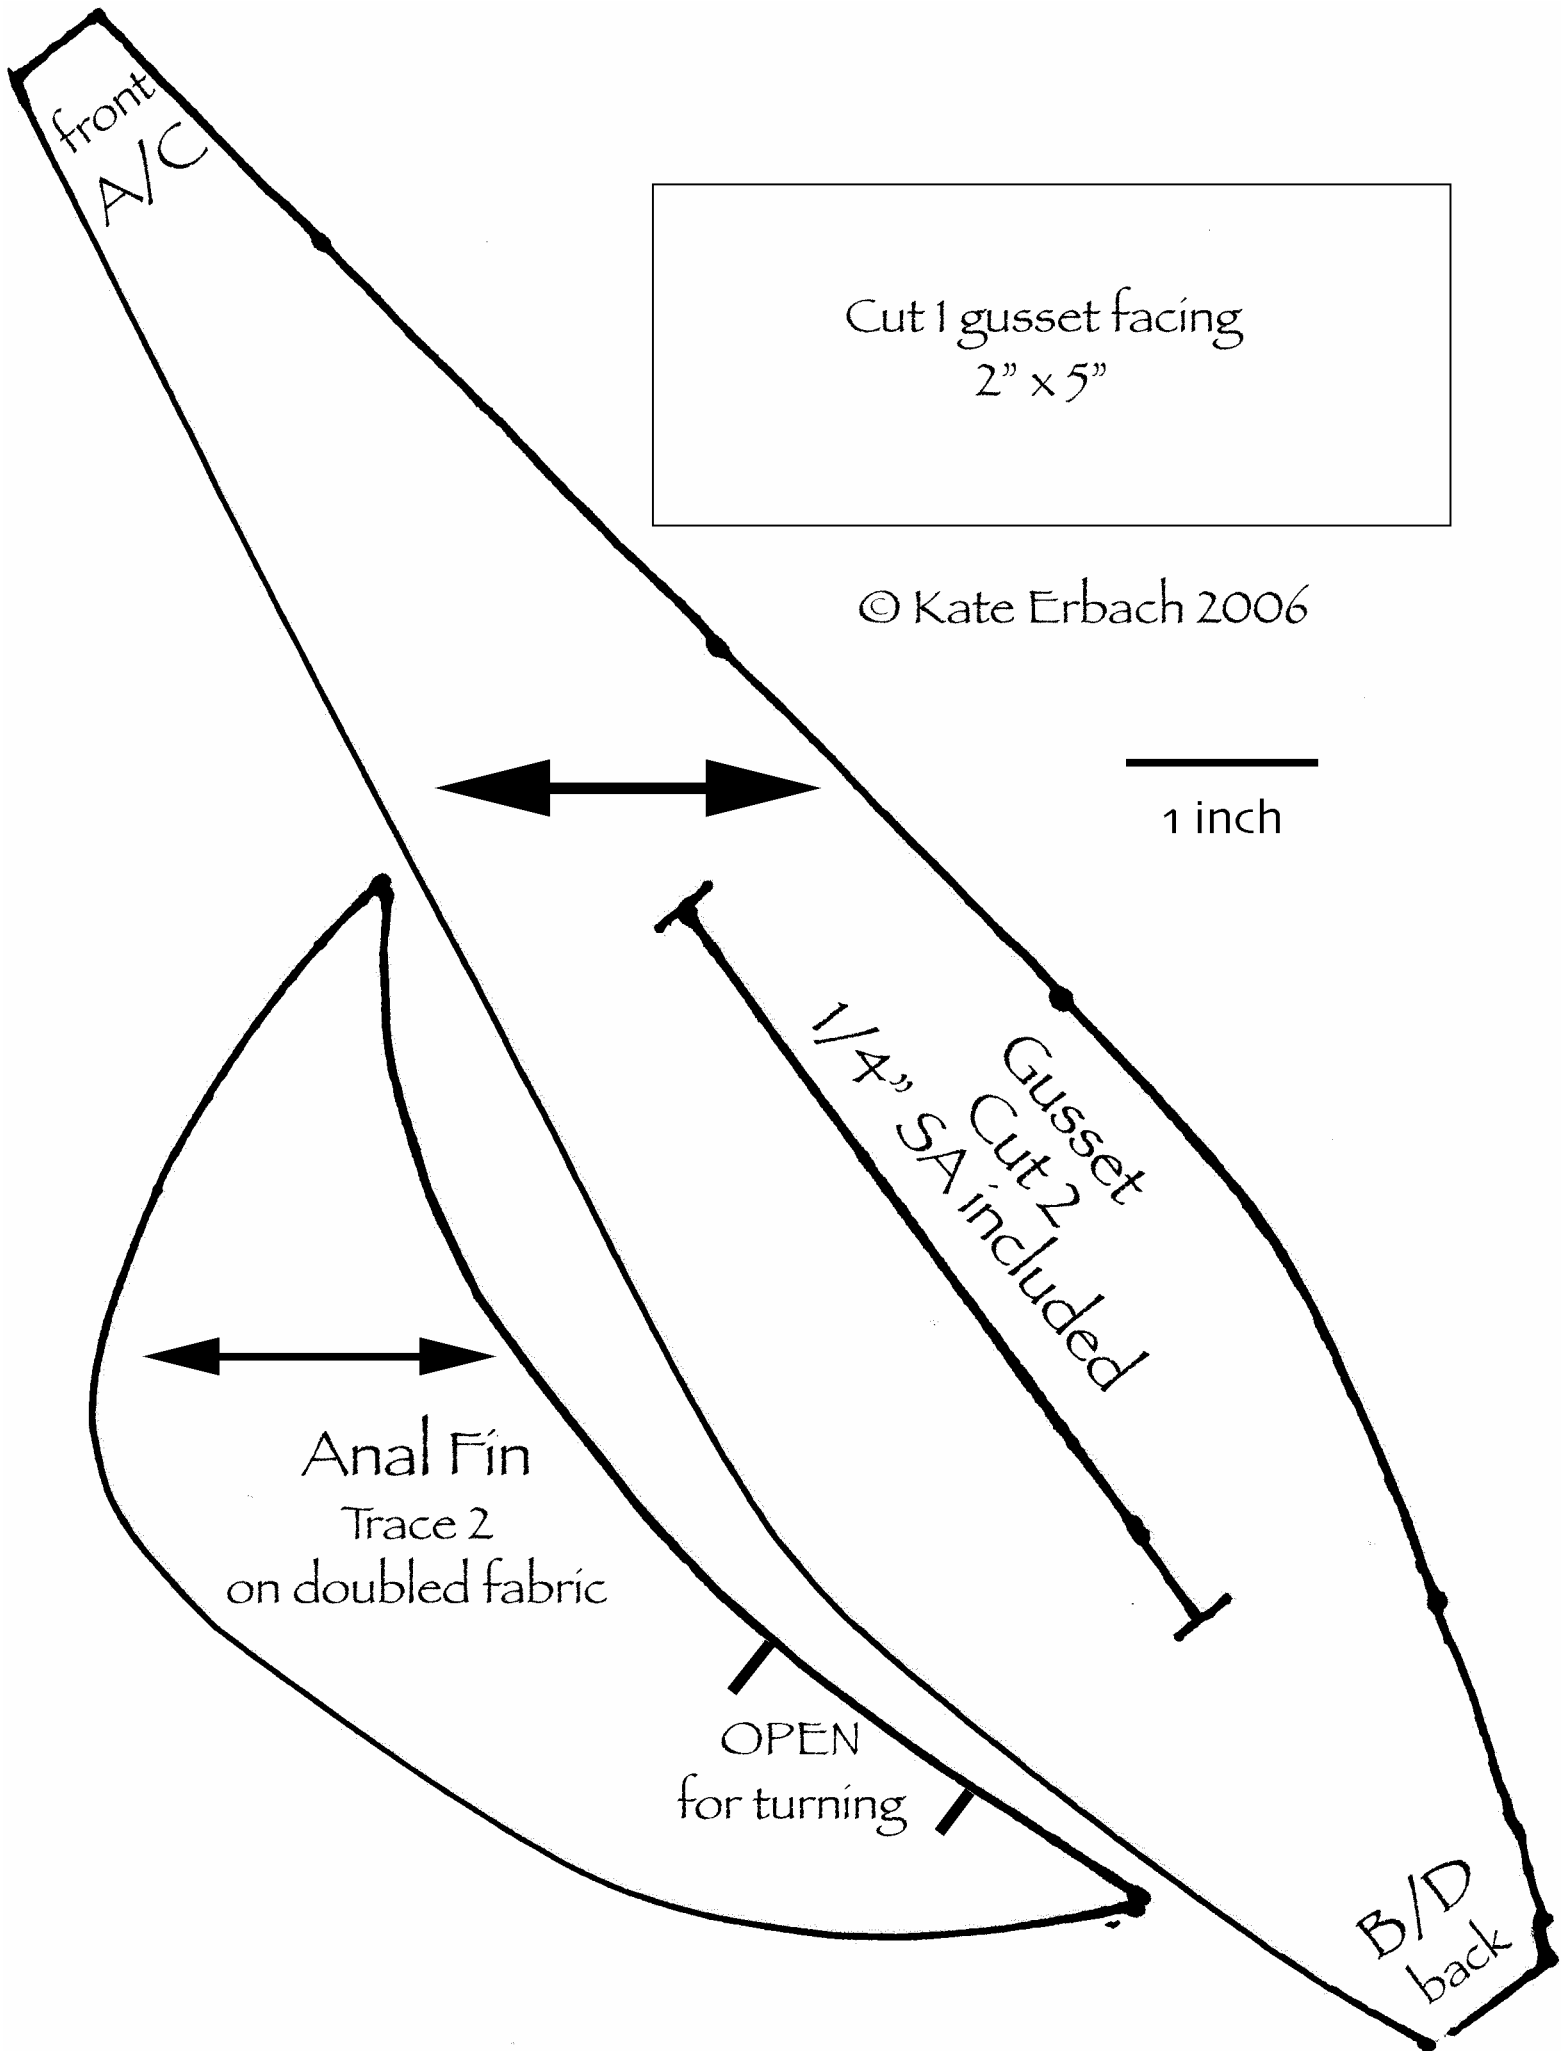 front
A/C
Cut 1 gusset facing
2" x 5"
© Kate Erbach 2006
1 inch
Gusset
Cut 2
1/4" SA included
Anal Fin
Trace 2
on doubled fabric
OPEN
for turning
B/D
back